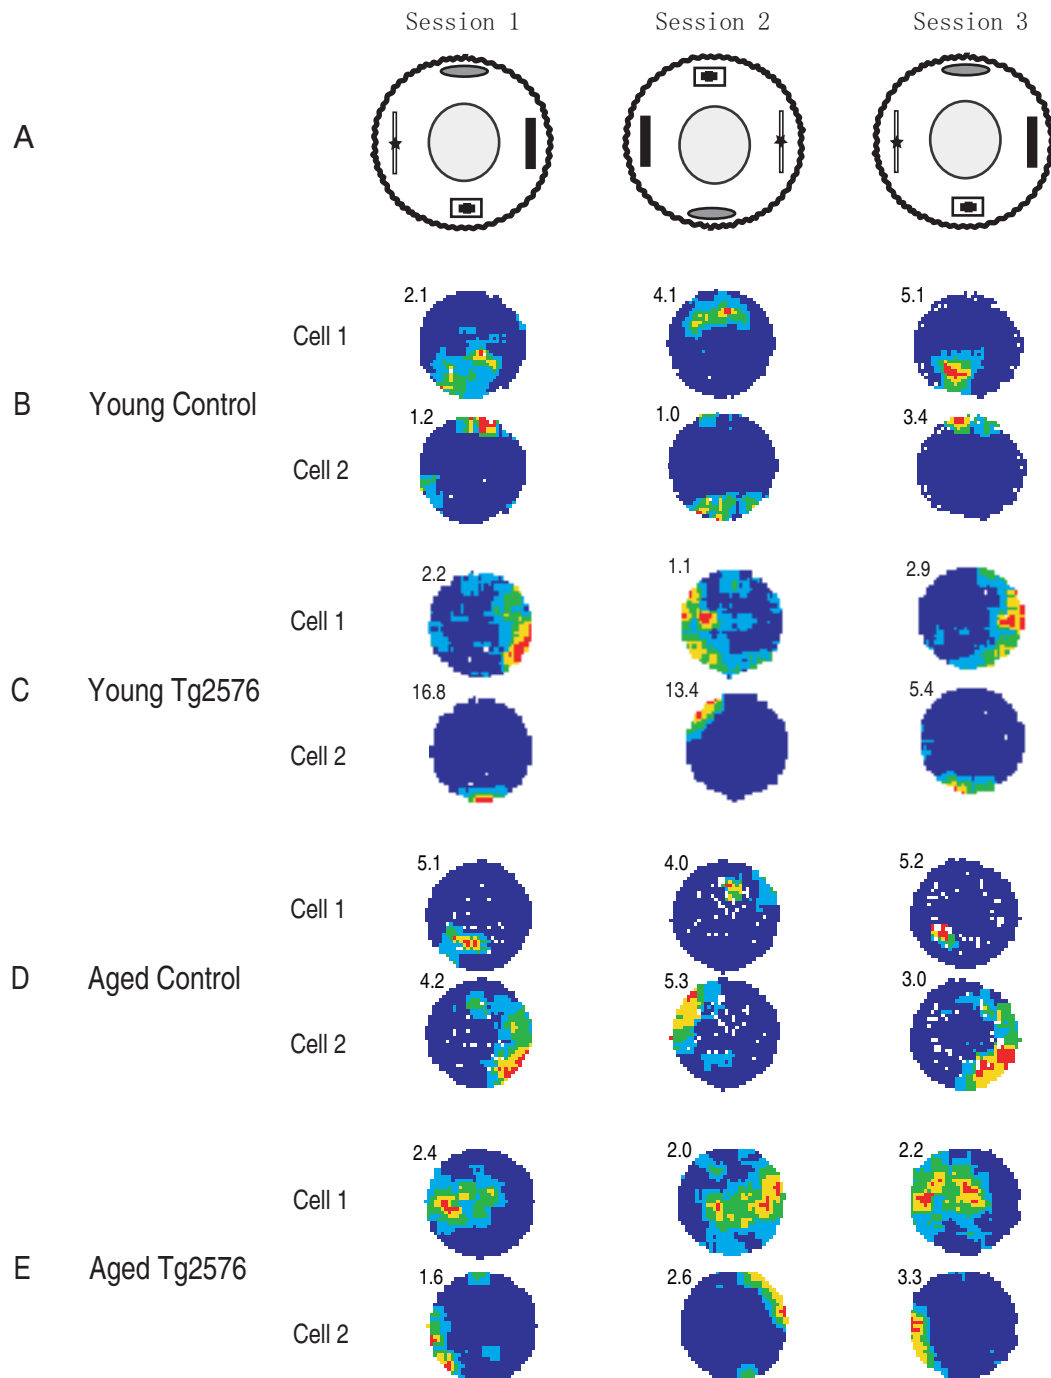 Session 1 Session 2 Session 3
A
2.1 4.1 5.1
Cell 1
B Young Control
1.2 1.0 3.4
Cell 2
2.2 1.1 2.9
Cell 1
C Young Tg2576
16.8 13.4 5.4
Cell 2
5.1 4.0 5.2
Cell 1
D Aged Control
4.2 5.3 3.0
Cell 2
2.4 2.0 2.2
Cell 1
E Aged Tg2576
1.6 2.6 3.3
Cell 2